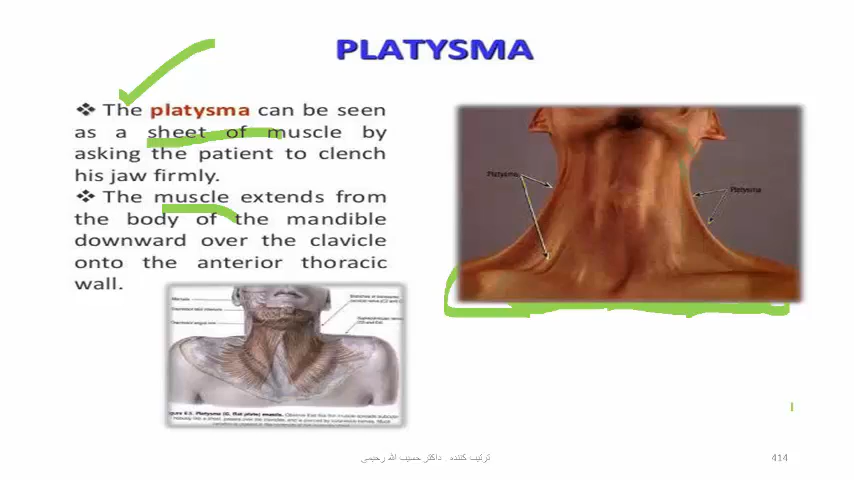 PLATYSMA
❖ The platysma can be seen
as a sheet of muscle by
asking the patient to clench
his jaw firmly.
❖ The muscle extends from
the body of the mandible
downward over the clavicle
onto the anterior thoracic
wall.
Platysma
Platysma
ترتیب کننده داکتر حسیب الله رحیمی
414